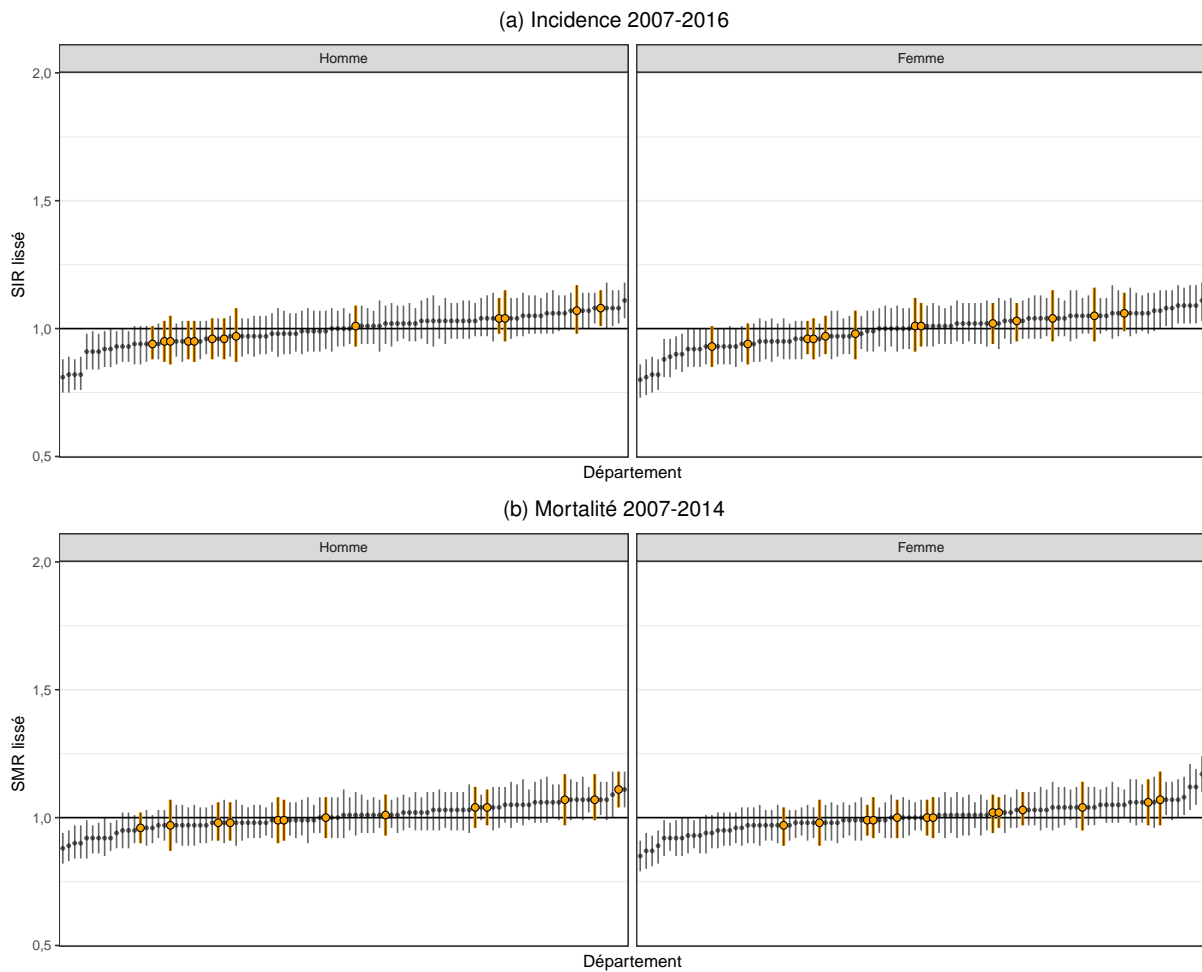 (a) Incidence 2007-2016
Homme
Femme
2,0
1,5
1,0
0,5
SIR lissé
Département
(b) Mortalité 2007-2014
Homme
Femme
2,0
1,5
1,0
0,5
SMR lissé
Département